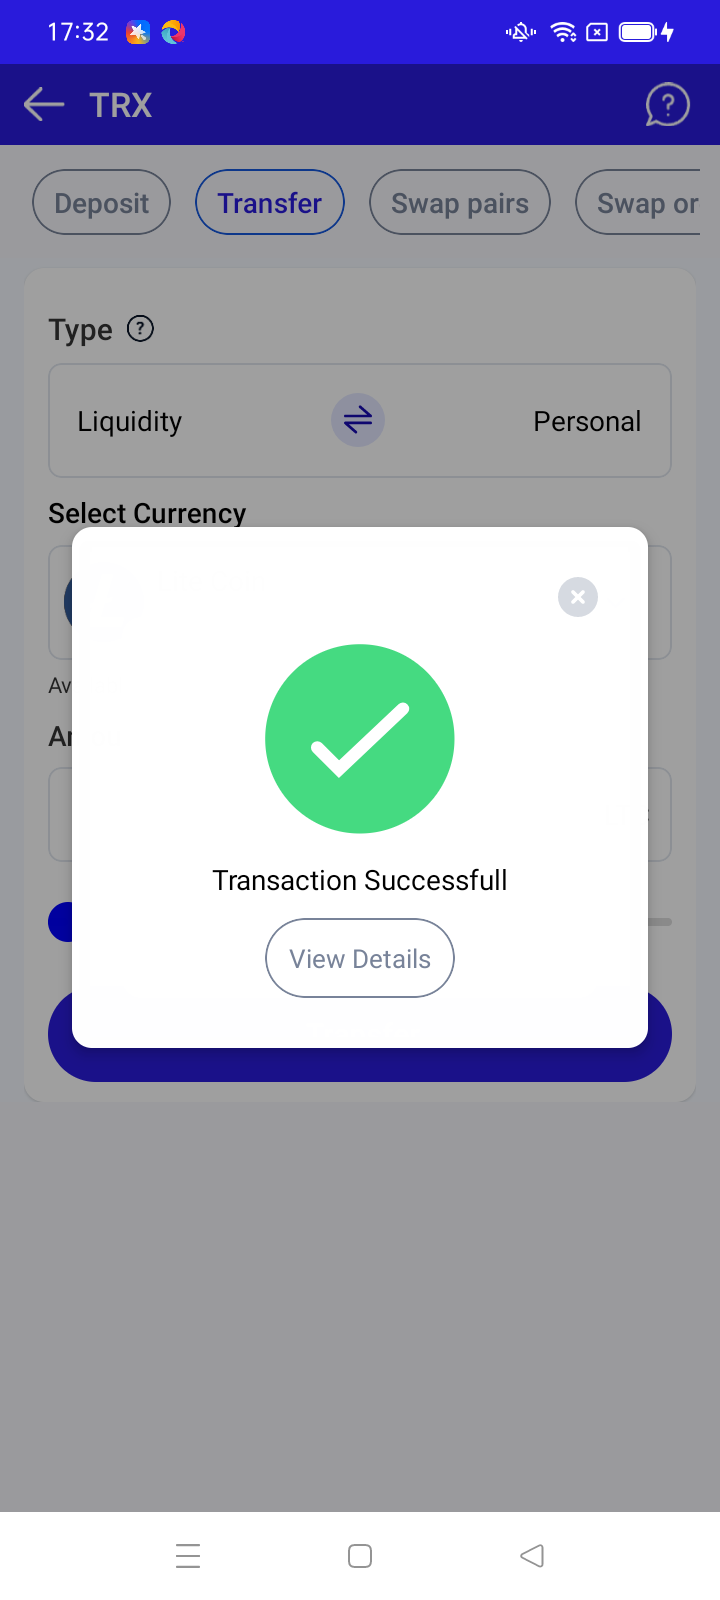 17:32
TRX
Deposit
Transfer
Swap pairs
Swap or
Type ?
Liquidity
Personal
Select Currency
Av
Transaction Successfull
View Details